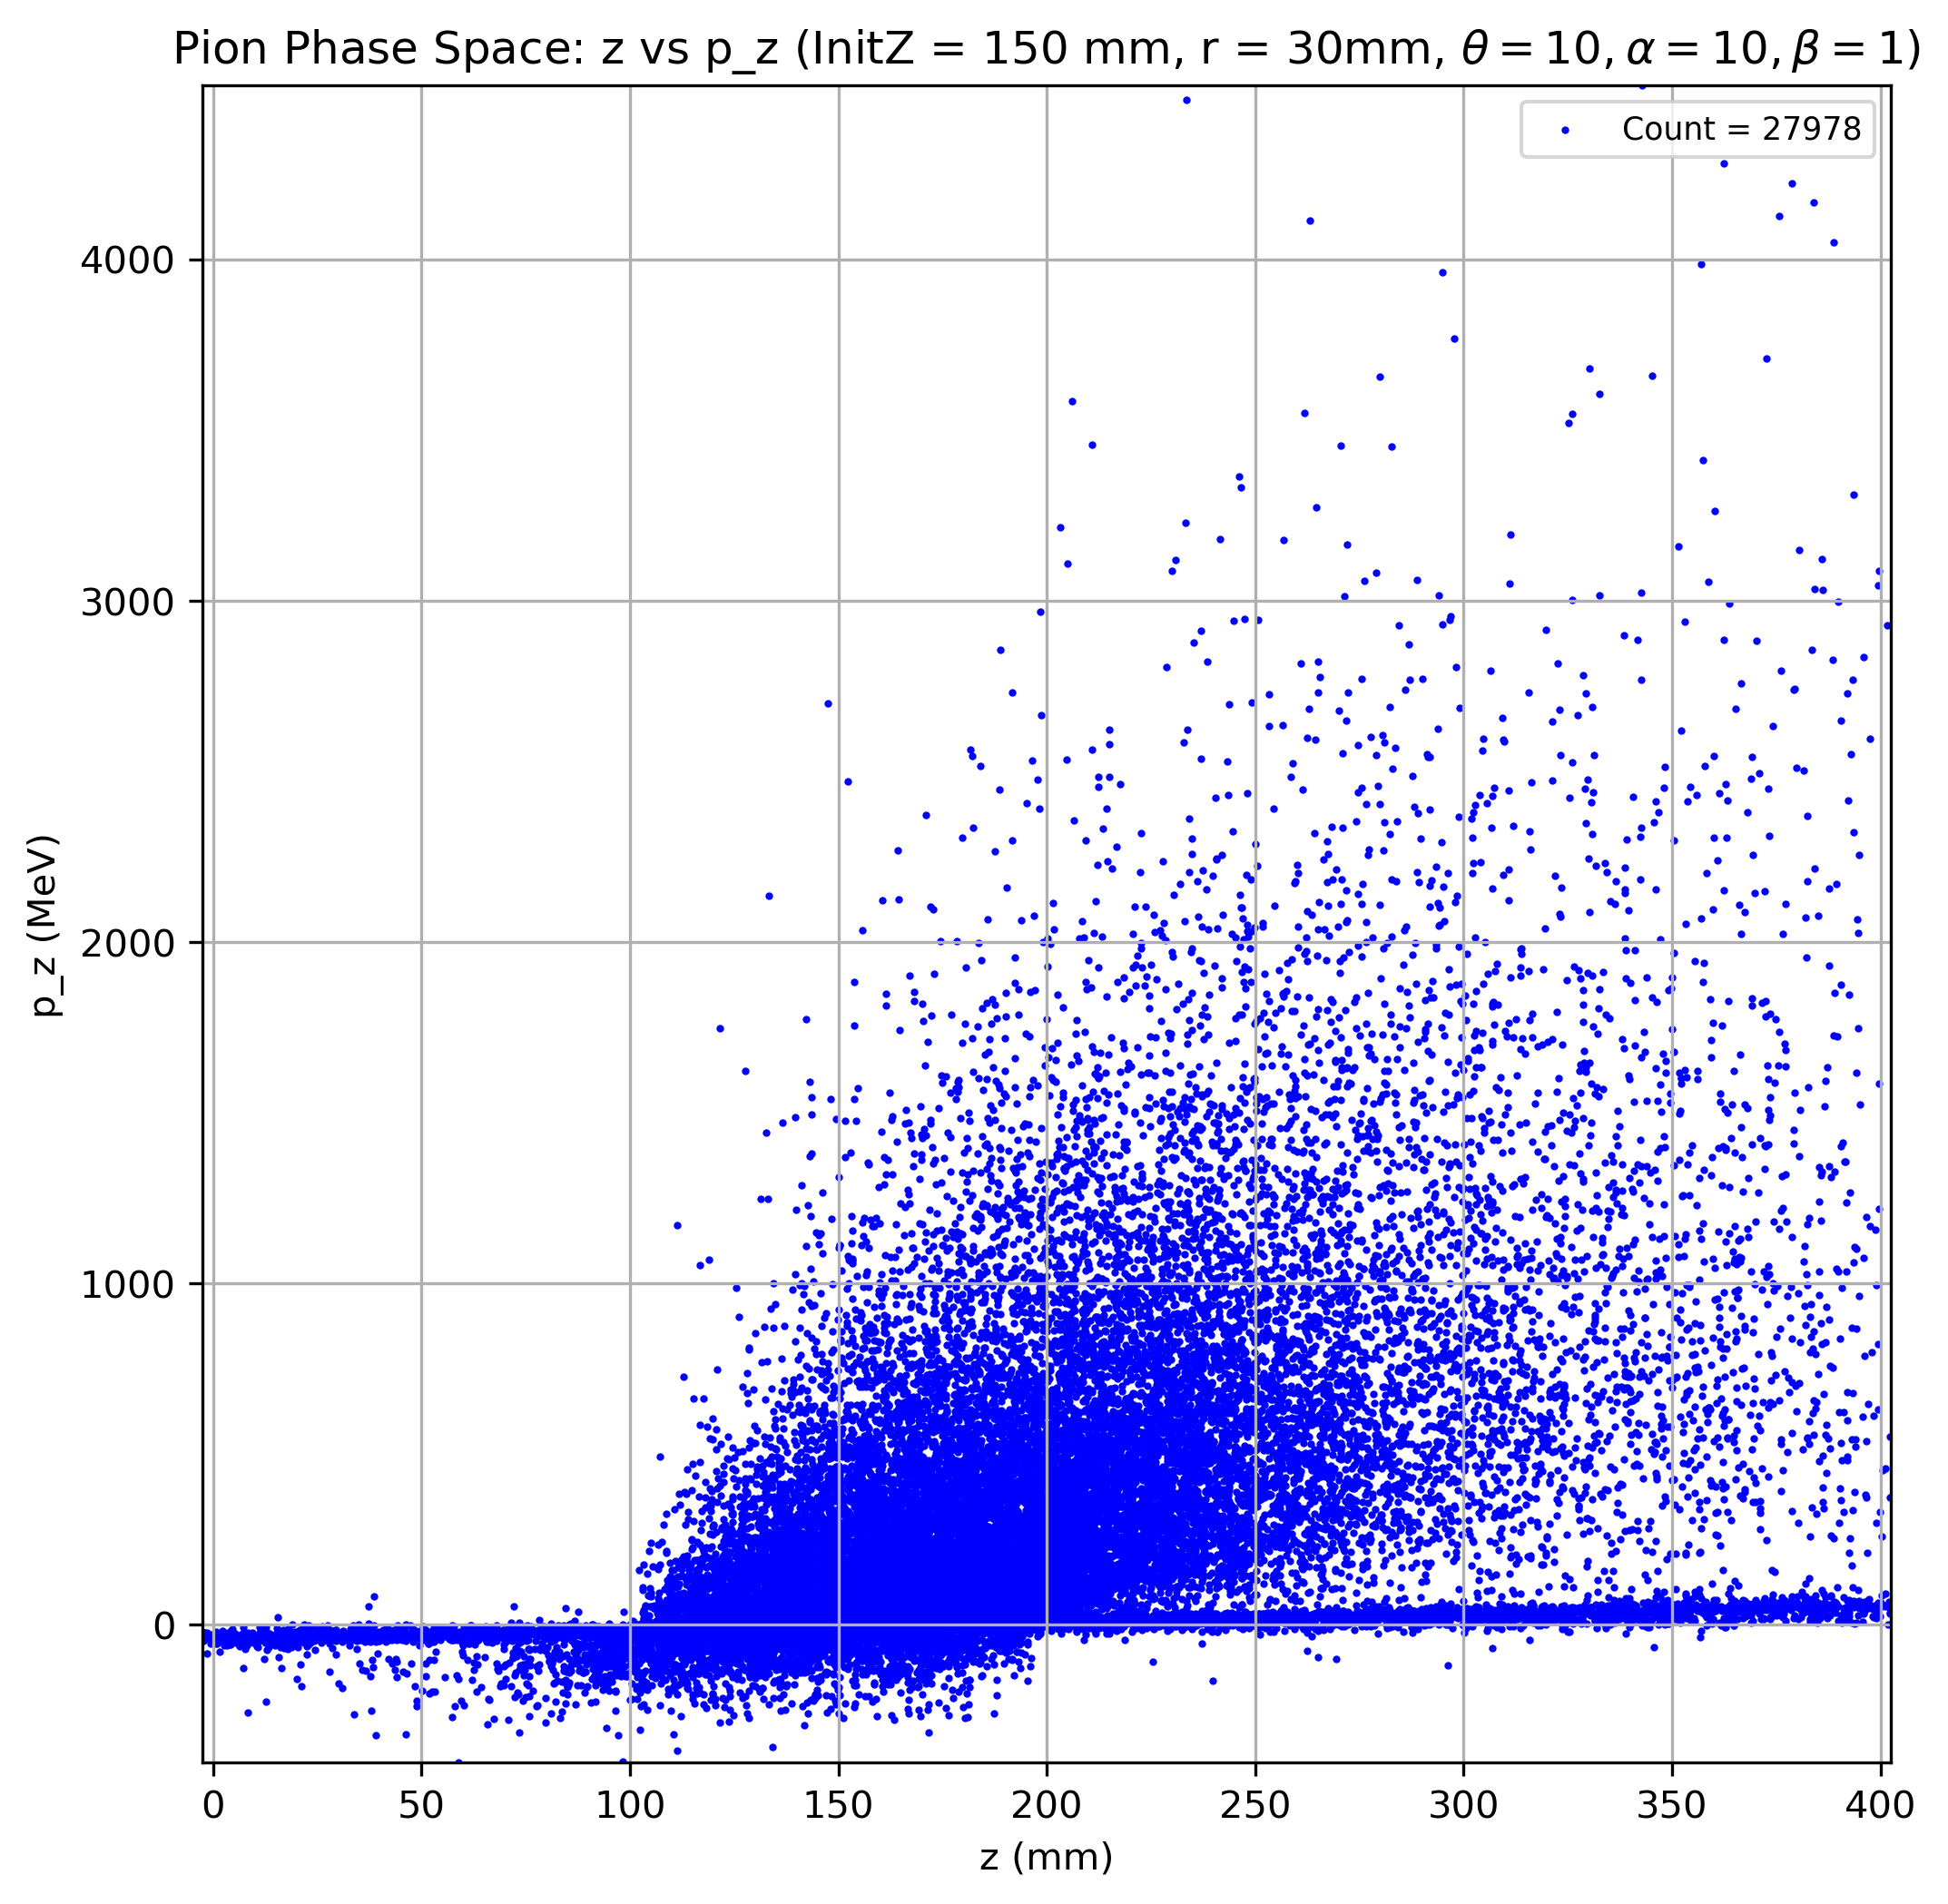 Pion Phase Space: z vs p_z (InitZ = 150 mm, r = 30mm, θ = 10, α = 10, β = 1)
Count = 27978
4000
3000
2000
1000
0
p_z (MeV)
0 50 100 150 200 250 300 350 400
z (mm)